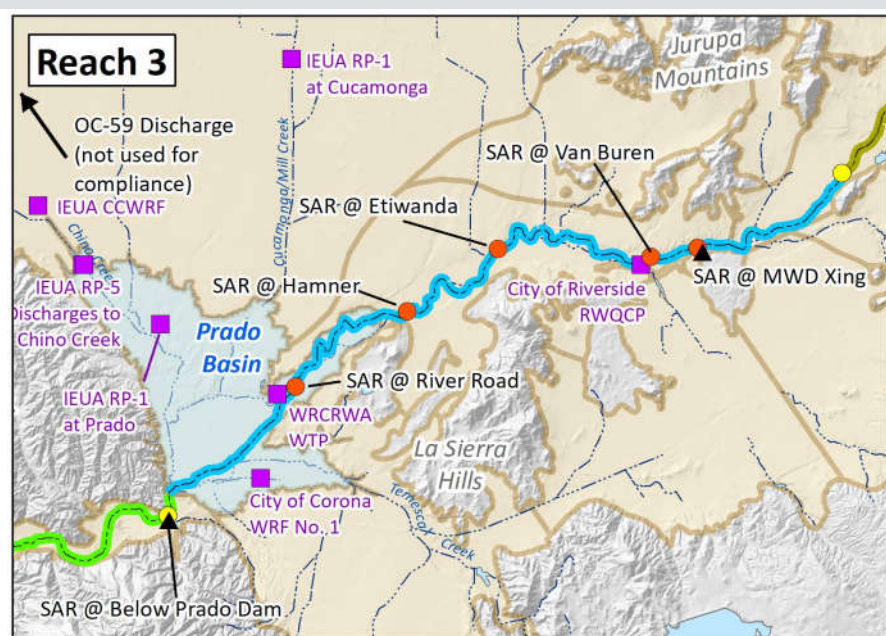 Reach 3
OC-59 Discharge
(not used for
compliance)
IEUA RP-1
at Cucamonga
Jurupa
Mountains
SAR @ Van Buren
IEUA CCWRF
Cucamonga/Mill Creek
SAR @ Etiwanda
Chino Creek
IEUA RP-5
Discharges to
Chino Creek
SAR @ Hamner
City of Riverside
RWQCP
SAR @ MWD Xing
Prado
Basin
SAR @ River Road
IEUA RP-1
at Prado
WRCRWA
WTP
La Sierra
Hills
City of Corona
WRF No. 1
Temescal Creek
SAR @ Below Prado Dam